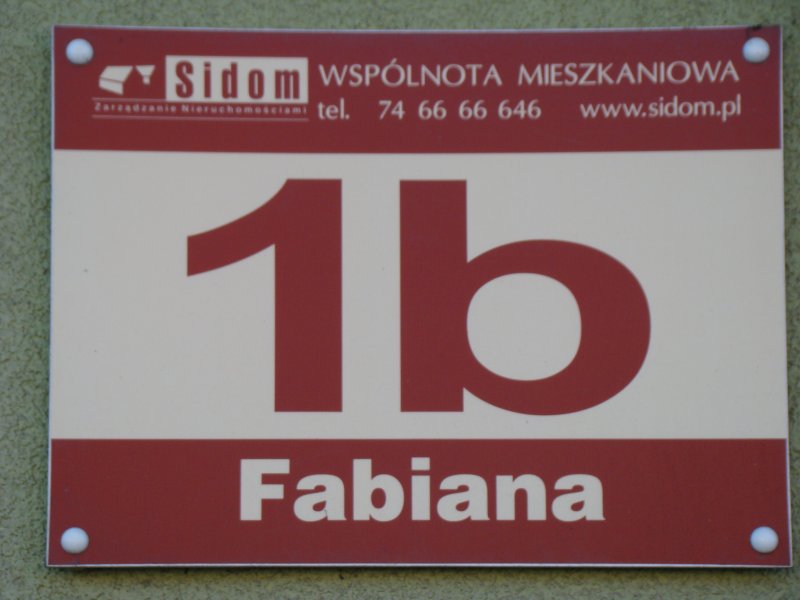 Sidom WSPÓLNOTA MIESZKANIOWA
Zarządzanie Nieruchomościami tel. 74 66 66 646 www.sidom.pl
1b
Fabiana